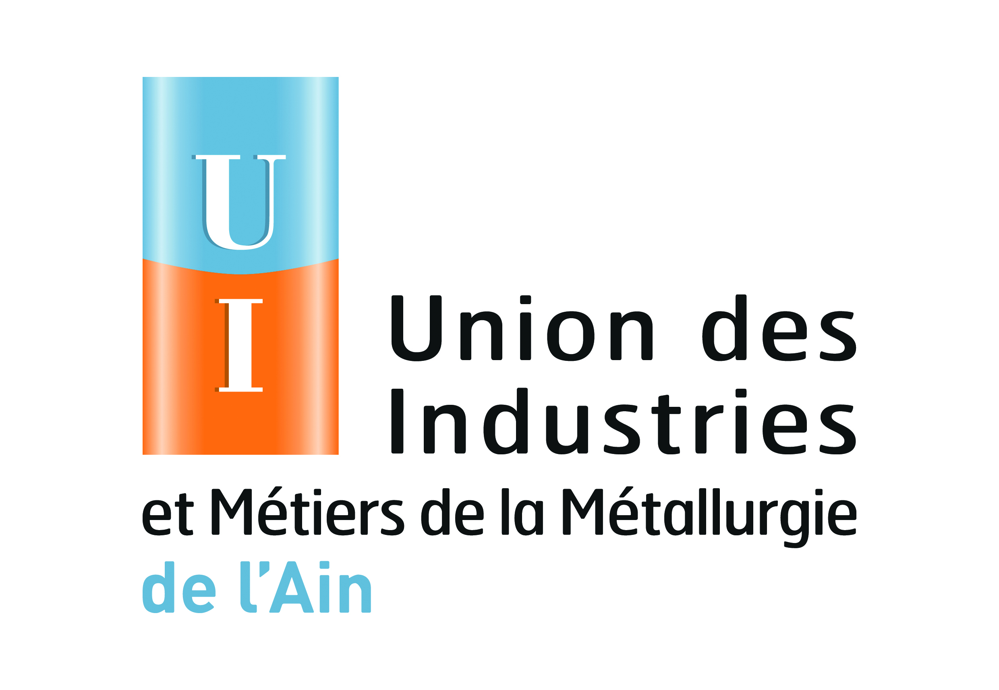 U
I
Union des
Industries
et Métiers de la Métallurgie
de l’Ain